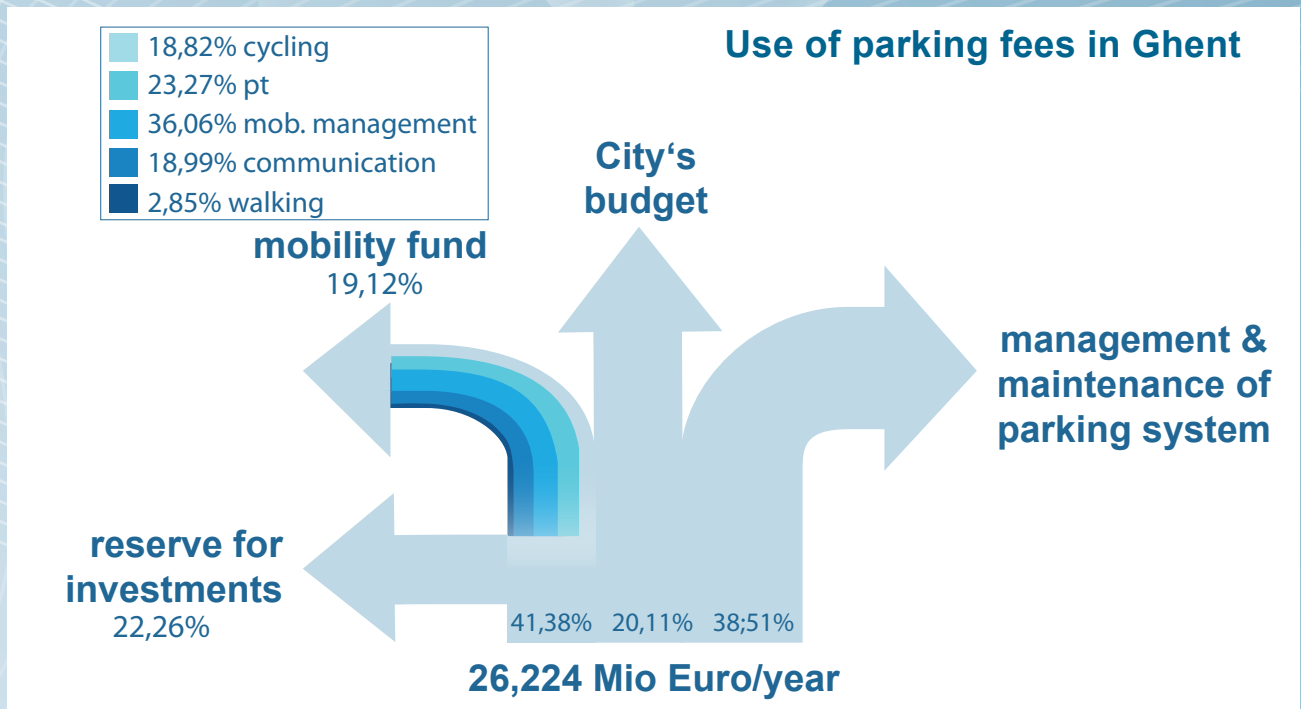 Use of parking fees in Ghent
18,82% cycling
23,27% pt
36,06% mob. management
18,99% communication
2,85% walking
mobility fund
19,12%
City‘s
budget
management &
maintenance of
parking system
reserve for
investments
22,26%
41,38% 20,11% 38;51%
26,224 Mio Euro/year